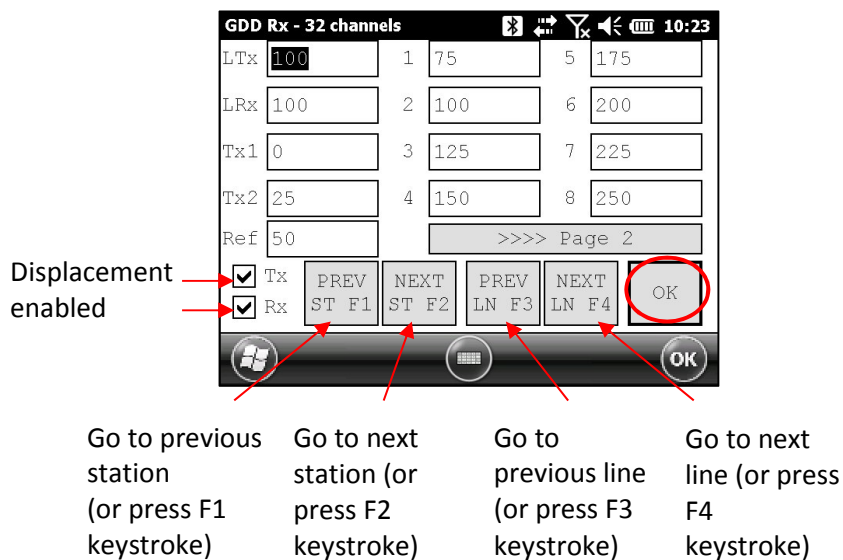 GDD Rx - 32 channels 10:23
LTx 100 1 75 5 175
LRx 100 2 100 6 200
Tx1 0 3 125 7 225
Tx2 25 4 150 8 250
Ref 50 >>>> Page 2
Displacement
enabled
Tx
Rx
PREV
ST F1
NEXT
ST F2
PREV
LN F3
NEXT
LN F4
OK
OK
Go to previous
station
(or press F1
keystroke)
Go to next
station (or
press F2
keystroke)
Go to
previous line
(or press F3
keystroke)
Go to next
line (or press
F4
keystroke)